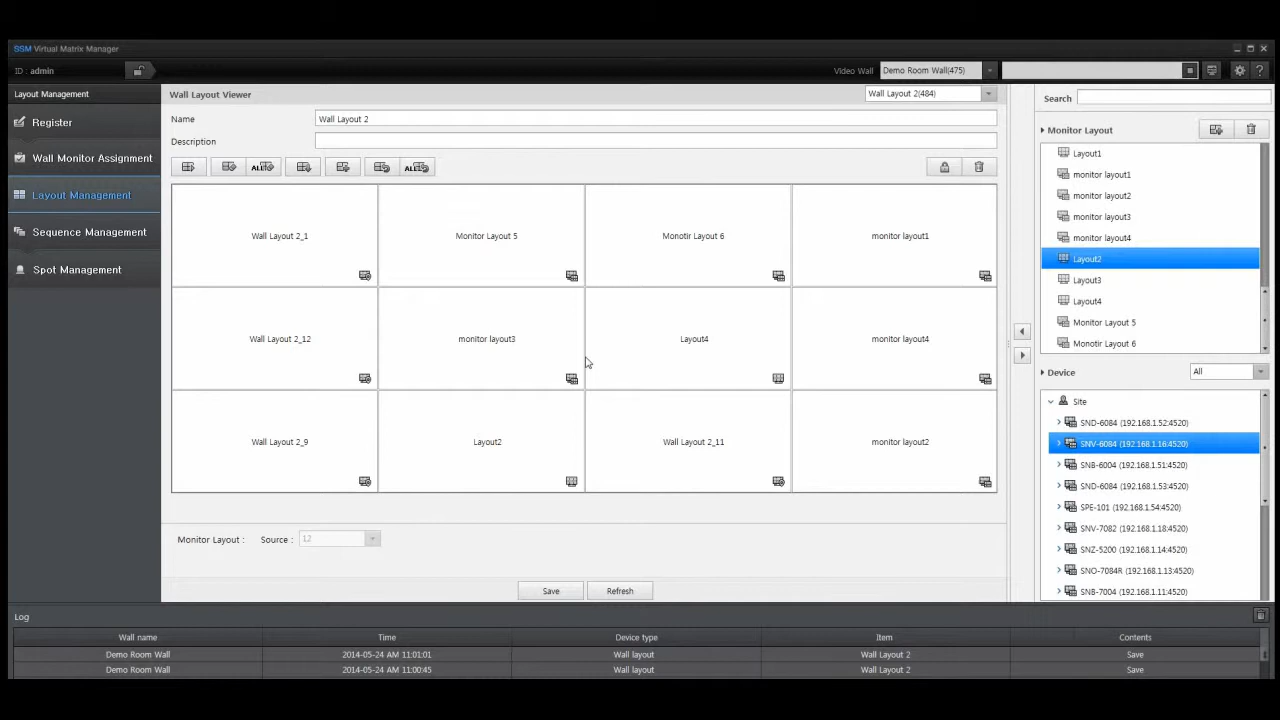 SSM Virtual Matrix Manager
ID : admin
Video Wall
Demo Room Wall(475)
Layout Management
Register
Wall Monitor Assignment
Layout Management
Sequence Management
Spot Management
Wall Layout Viewer
Wall Layout 2(484)
Name
Wall Layout 2
Description
ALL
ALL
Wall Layout 2_1
Monitor Layout 5
Monotir Layout 6
monitor layout1
Wall Layout 2_12
monitor layout3
Layout4
monitor layout4
Wall Layout 2_9
Layout2
Wall Layout 2_11
monitor layout2
Monitor Layout :
Source :
12
Save
Refresh
Search
Monitor Layout
Layout1
monitor layout1
monitor layout2
monitor layout3
monitor layout4
Layout2
Layout3
Layout4
Monitor Layout 5
Monotir Layout 6
Device
All
Site
SND-6084 (192.168.1.52:4520)
SNV-6084 (192.168.1.16:4520)
SNB-6004 (192.168.1.51:4520)
SND-6084 (192.168.1.53:4520)
SPE-101 (192.168.1.54:4520)
SNV-7082 (192.168.1.18:4520)
SNZ-5200 (192.168.1.14:4520)
SNO-7084R (192.168.1.13:4520)
SNB-7004 (192.168.1.11:4520)
Log
Wall name Time Device type Item Contents
Demo Room Wall 2014-05-24 AM 11:01:01 Wall layout Wall Layout 2 Save
Demo Room Wall 2014-05-24 AM 11:00:45 Wall layout Wall Layout 2 Save